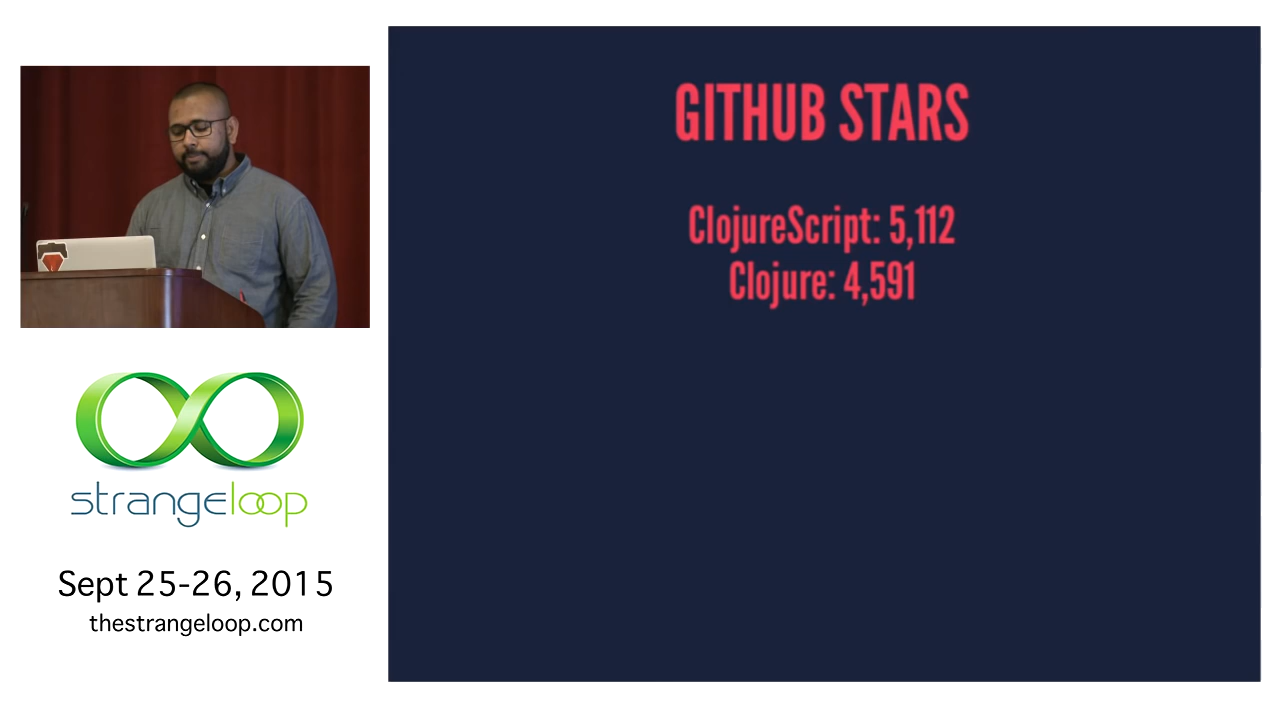 GITHUB STARS
ClojureScript: 5,112
Clojure: 4,591
strangeloop
Sept 25-26, 2015
thestrangeloop.com